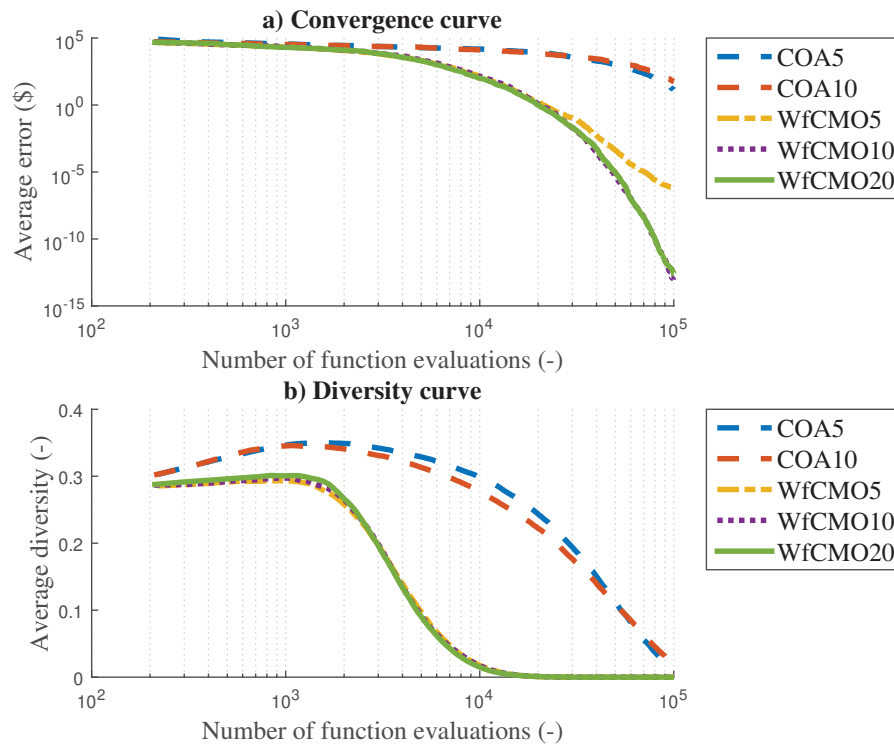 a) Convergence curve
Average error ($)
10^5
10^0
10^-5
10^-10
10^-15
10^2
10^3
10^4
10^5
Number of function evaluations (-)
COA5
COA10
WfCMO5
WfCMO10
WfCMO20
b) Diversity curve
Average diversity (-)
0.4
0.3
0.2
0.1
0
10^2
10^3
10^4
10^5
Number of function evaluations (-)
COA5
COA10
WfCMO5
WfCMO10
WfCMO20